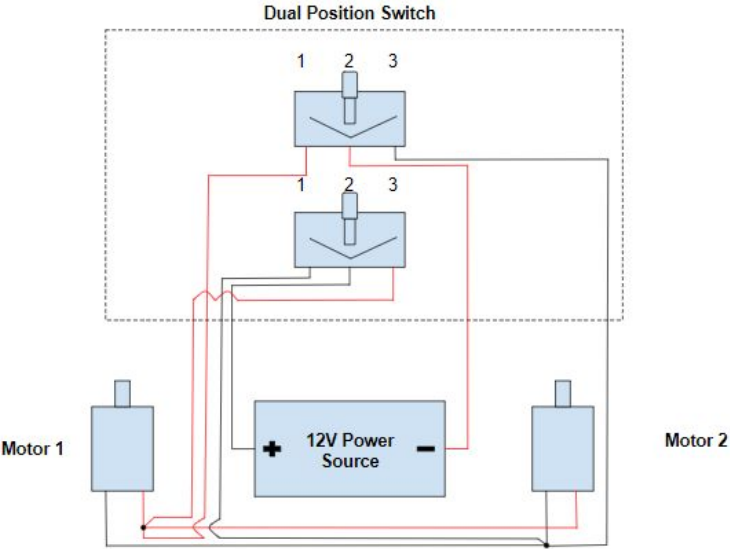 Dual Position Switch
1 2 3
1 2 3
Motor 1
+ 12V Power -
Source
Motor 2